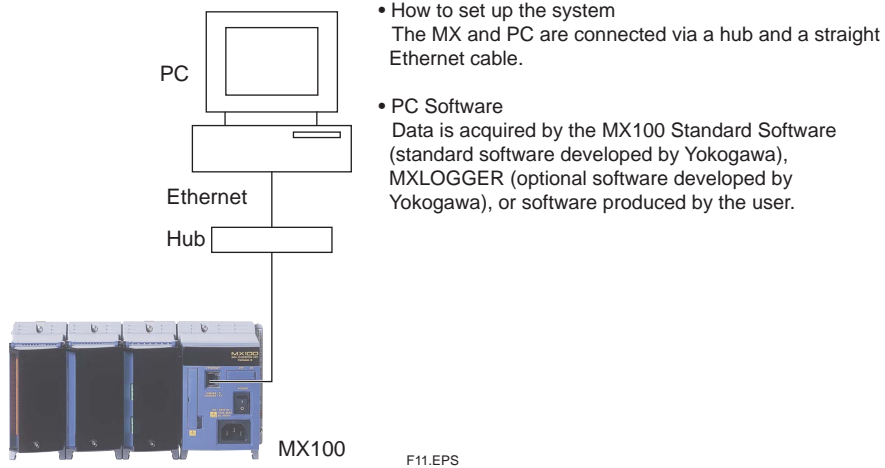 • How to set up the system
The MX and PC are connected via a hub and a straight
Ethernet cable.
PC
• PC Software
Data is acquired by the MX100 Standard Software
(standard software developed by Yokogawa),
MXLOGGER (optional software developed by
Yokogawa), or software produced by the user.
Ethernet
Hub
MX100
MX100
F11.EPS